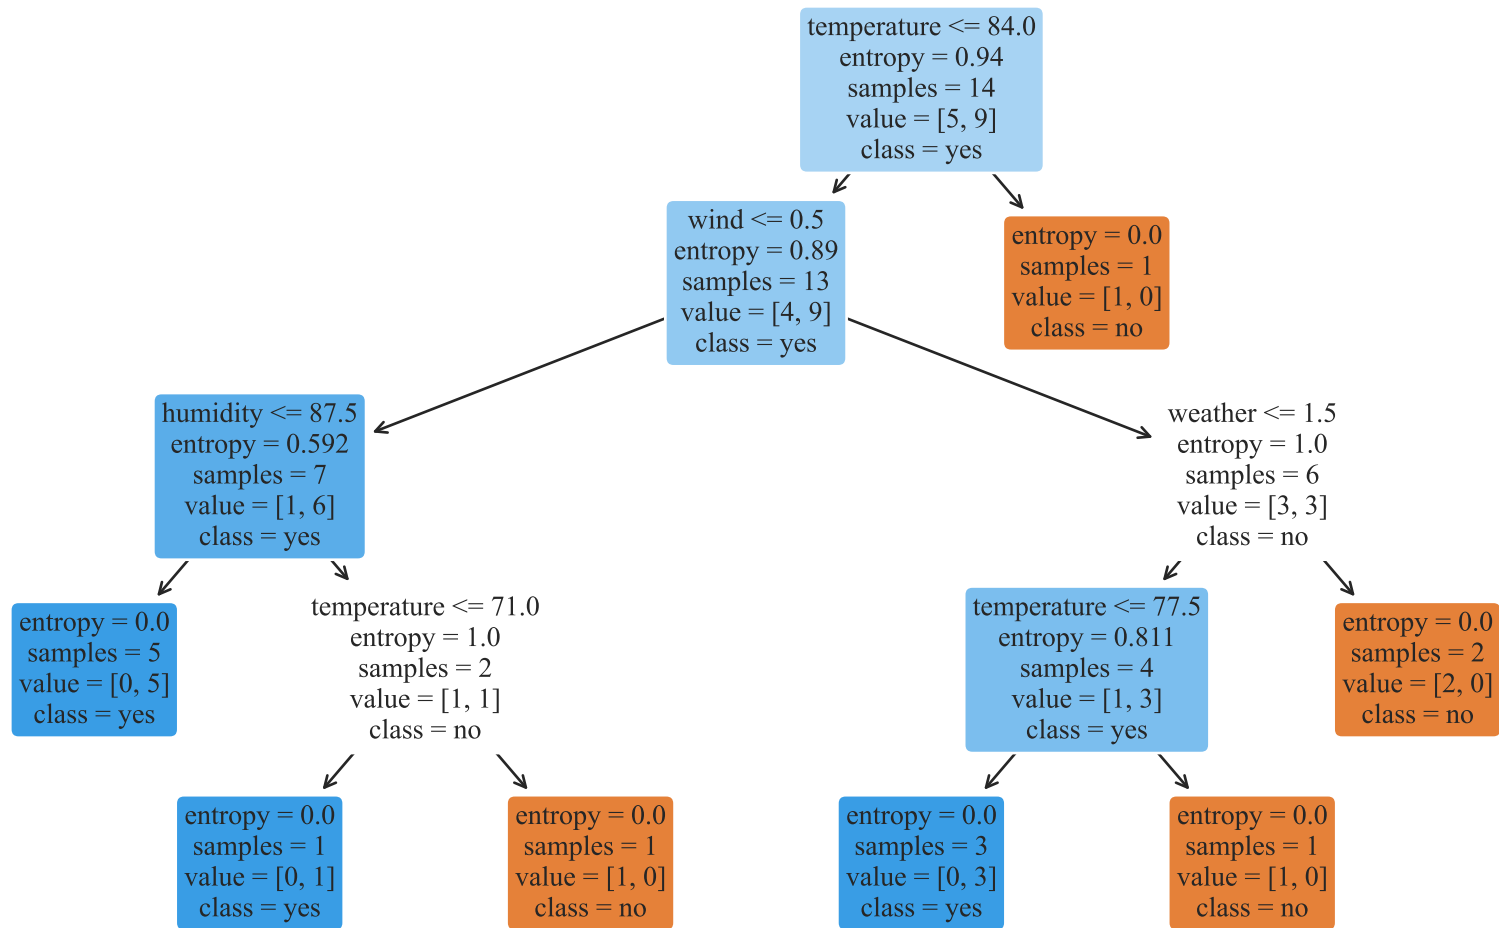 temperature <= 84.0
entropy = 0.94
samples = 14
value = [5, 9]
class = yes
wind <= 0.5
entropy = 0.89
samples = 13
value = [4, 9]
class = yes
entropy = 0.0
samples = 1
value = [1, 0]
class = no
humidity <= 87.5
entropy = 0.592
samples = 7
value = [1, 6]
class = yes
weather <= 1.5
entropy = 1.0
samples = 6
value = [3, 3]
class = no
entropy = 0.0
samples = 5
value = [0, 5]
class = yes
temperature <= 71.0
entropy = 1.0
samples = 2
value = [1, 1]
class = no
temperature <= 77.5
entropy = 0.811
samples = 4
value = [1, 3]
class = yes
entropy = 0.0
samples = 2
value = [2, 0]
class = no
entropy = 0.0
samples = 1
value = [0, 1]
class = yes
entropy = 0.0
samples = 1
value = [1, 0]
class = no
entropy = 0.0
samples = 3
value = [0, 3]
class = yes
entropy = 0.0
samples = 1
value = [1, 0]
class = no